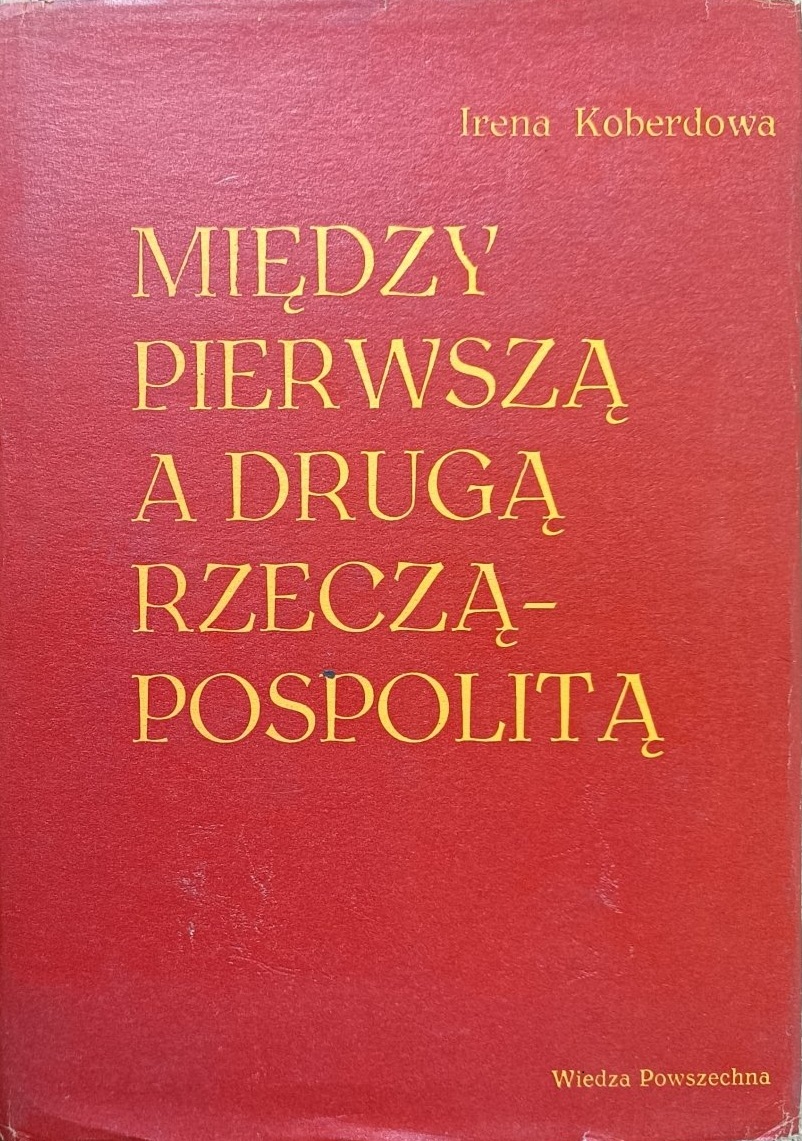 Irena Koberdowa
MIĘDZY
PIERWSZĄ
A DRUGĄ
RZECZĄ-
POSPOLITĄ
Wiedza Powszechna